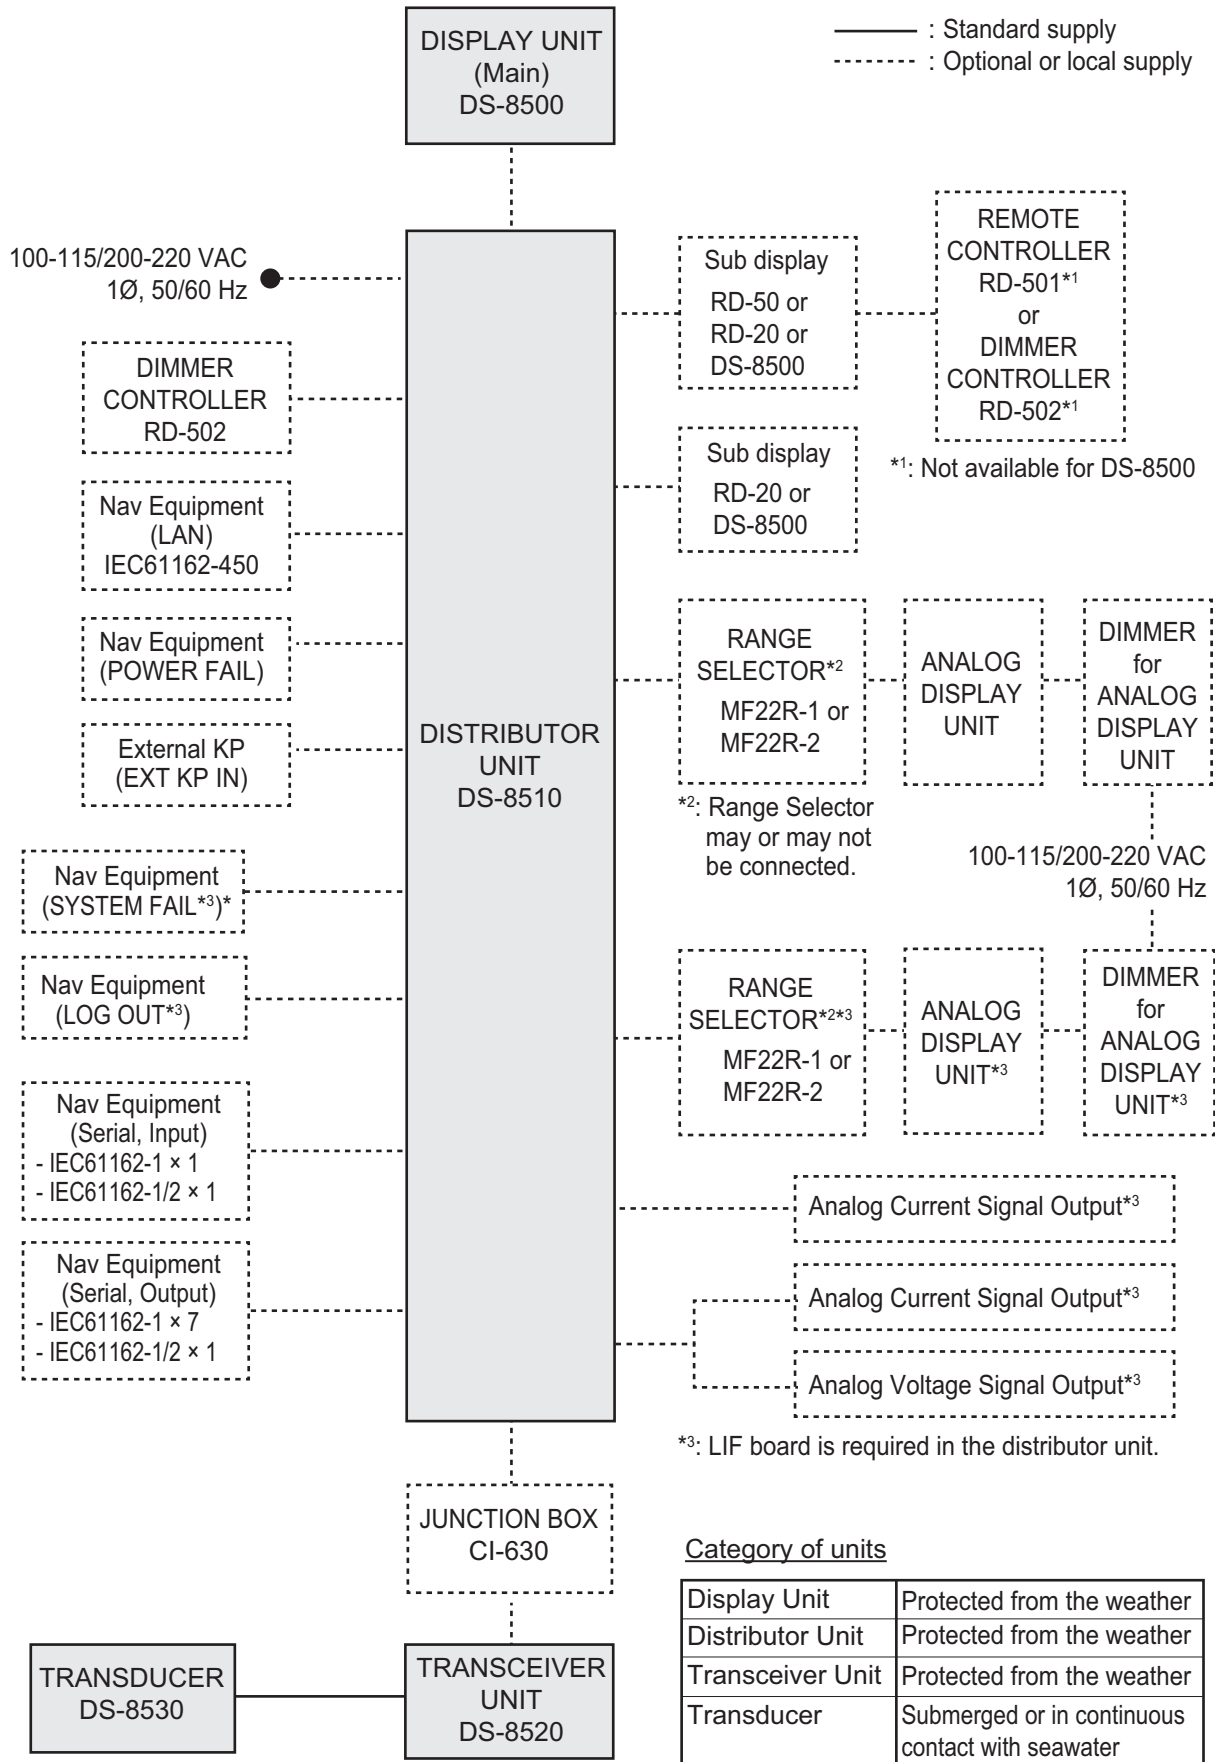 DISPLAY UNIT
(Main)
DS-8500
: Standard supply
: Optional or local supply
100-115/200-220 VAC
1Ø, 50/60 Hz
DIMMER
CONTROLLER
RD-502
Nav Equipment
(LAN)
IEC61162-450
Nav Equipment
(POWER FAIL)
External KP
(EXT KP IN)
Nav Equipment
(SYSTEM FAIL*³)*
Nav Equipment
(LOG OUT*³)
Nav Equipment
(Serial, Input)
- IEC61162-1 × 1
- IEC61162-1/2 × 1
Nav Equipment
(Serial, Output)
- IEC61162-1 × 7
- IEC61162-1/2 × 1
DISTRIBUTOR
UNIT
DS-8510
Sub display
RD-50 or
RD-20 or
DS-8500
REMOTE
CONTROLLER
RD-501*¹
or
DIMMER
CONTROLLER
RD-502*¹
*¹: Not available for DS-8500
Sub display
RD-20 or
DS-8500
RANGE
SELECTOR*²
MF22R-1 or
MF22R-2
ANALOG
DISPLAY
UNIT
DIMMER
for
ANALOG
DISPLAY
UNIT
*²: Range Selector
may or may not
be connected.
100-115/200-220 VAC
1Ø, 50/60 Hz
RANGE
SELECTOR*²*³
MF22R-1 or
MF22R-2
ANALOG
DISPLAY
UNIT*³
DIMMER
for
ANALOG
DISPLAY
UNIT*³
Analog Current Signal Output*³
Analog Current Signal Output*³
Analog Voltage Signal Output*³
*³: LIF board is required in the distributor unit.
JUNCTION BOX
CI-630
TRANSDUCER
DS-8530
TRANSCEIVER
UNIT
DS-8520
Category of units
Display Unit Protected from the weather
Distributor Unit Protected from the weather
Transceiver Unit Protected from the weather
Transducer Submerged or in continuous
contact with seawater